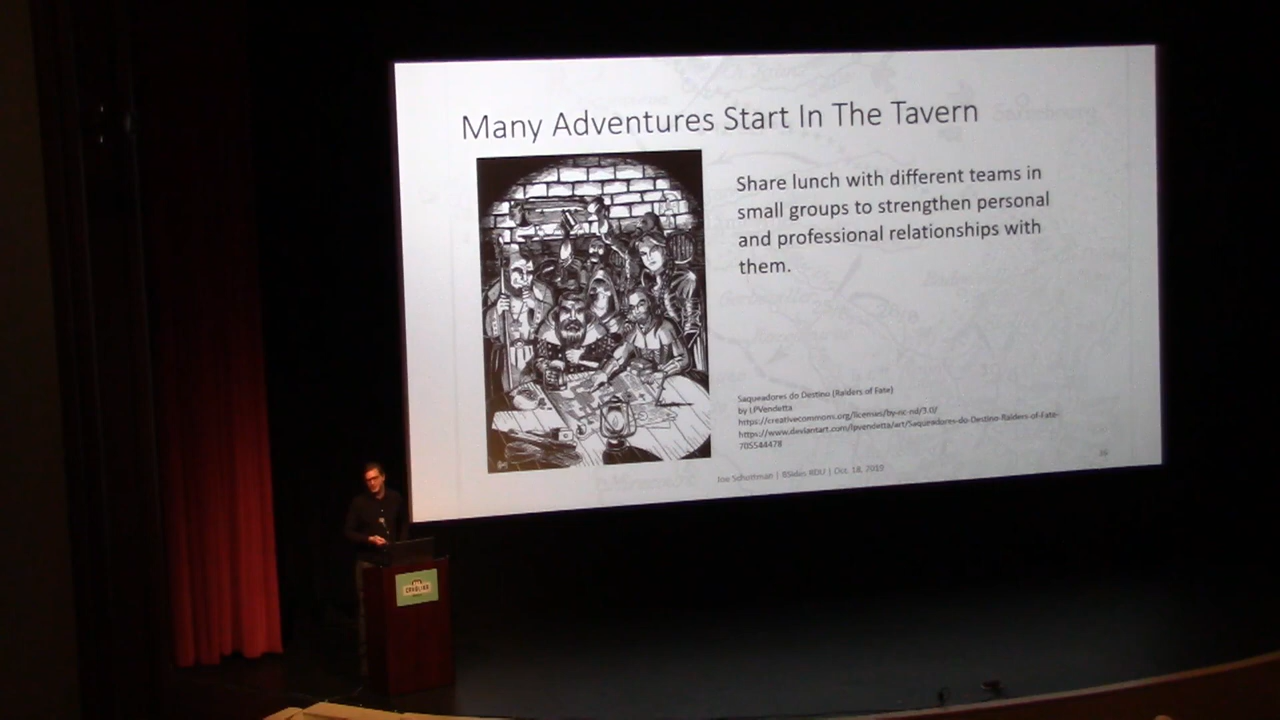 Many Adventures Start In The Tavern
Share lunch with different teams in
small groups to strengthen personal
and professional relationships with
them.
Saqueadores do Destino (Raiders of Fate)
by LPVendetta
https://creativecommons.org/licenses/by-nc-nd/3.0/
https://www.deviantart.com/lpvendetta/art/Saqueadores-do-Destino-Raiders-of-Fate-
705544478
Joe Schottman | BSides RDU | Oct. 18, 2019
CAROLINA